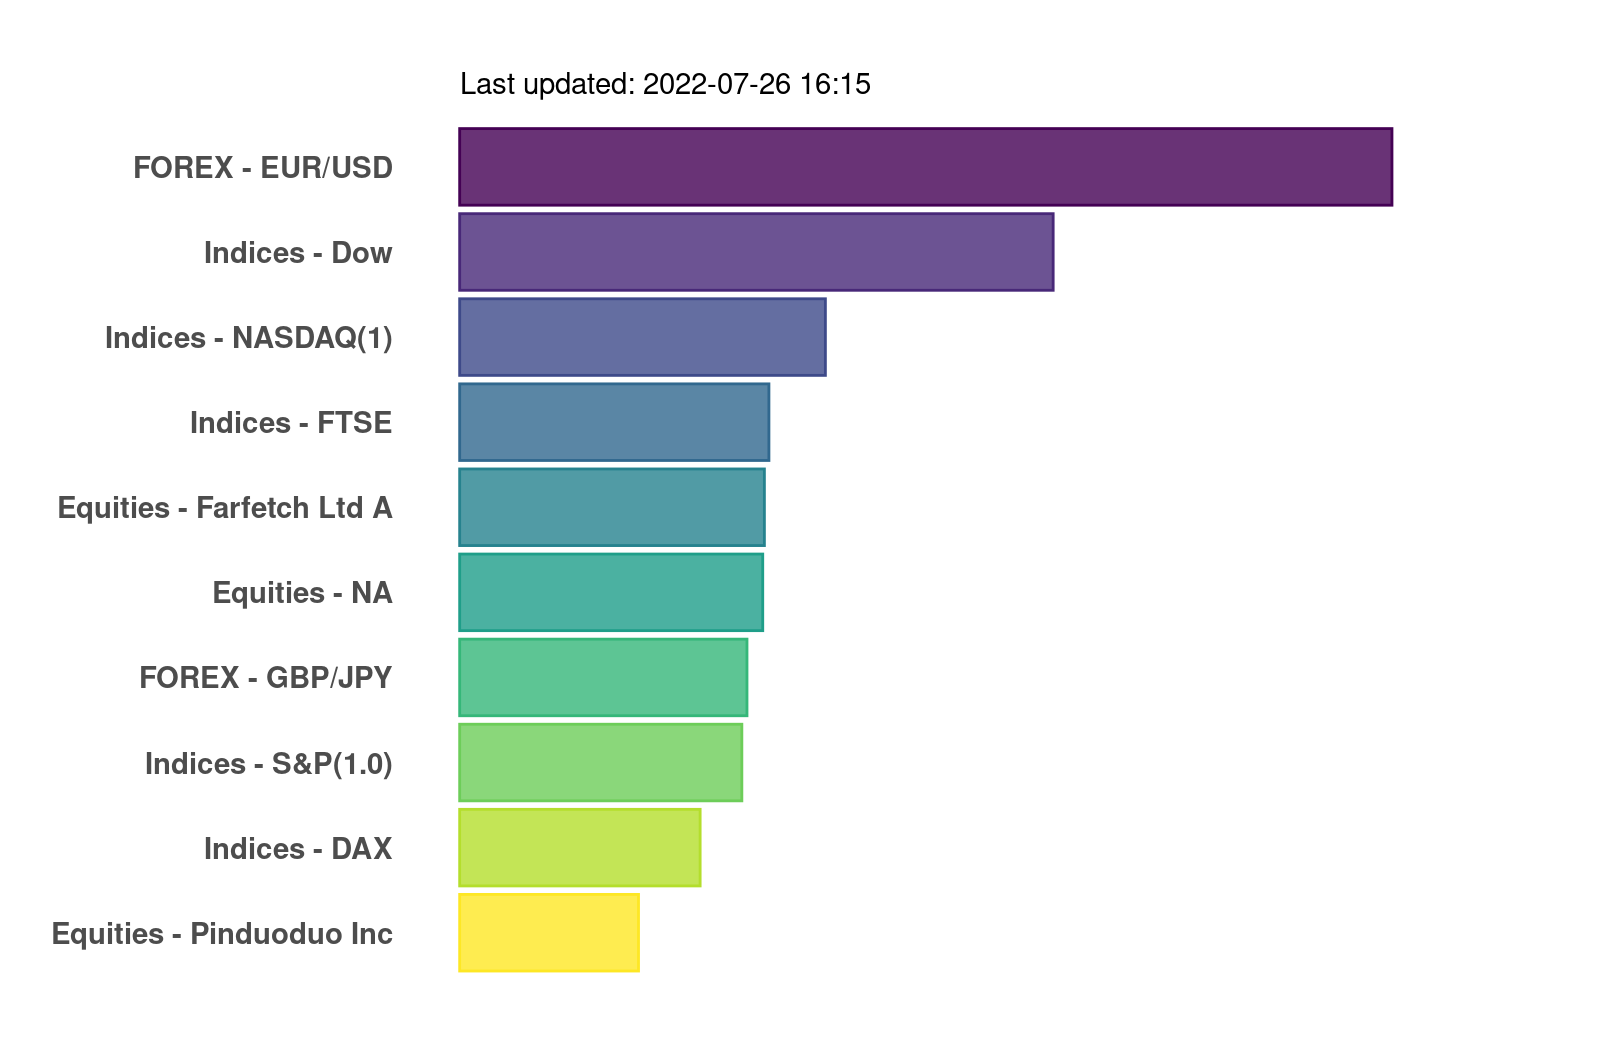 Last updated: 2022-07-26 16:15
FOREX - EUR/USD
Indices - Dow
Indices - NASDAQ(1)
Indices - FTSE
Equities - Farfetch Ltd A
Equities - NA
FOREX - GBP/JPY
Indices - S&P(1.0)
Indices - DAX
Equities - Pinduoduo Inc